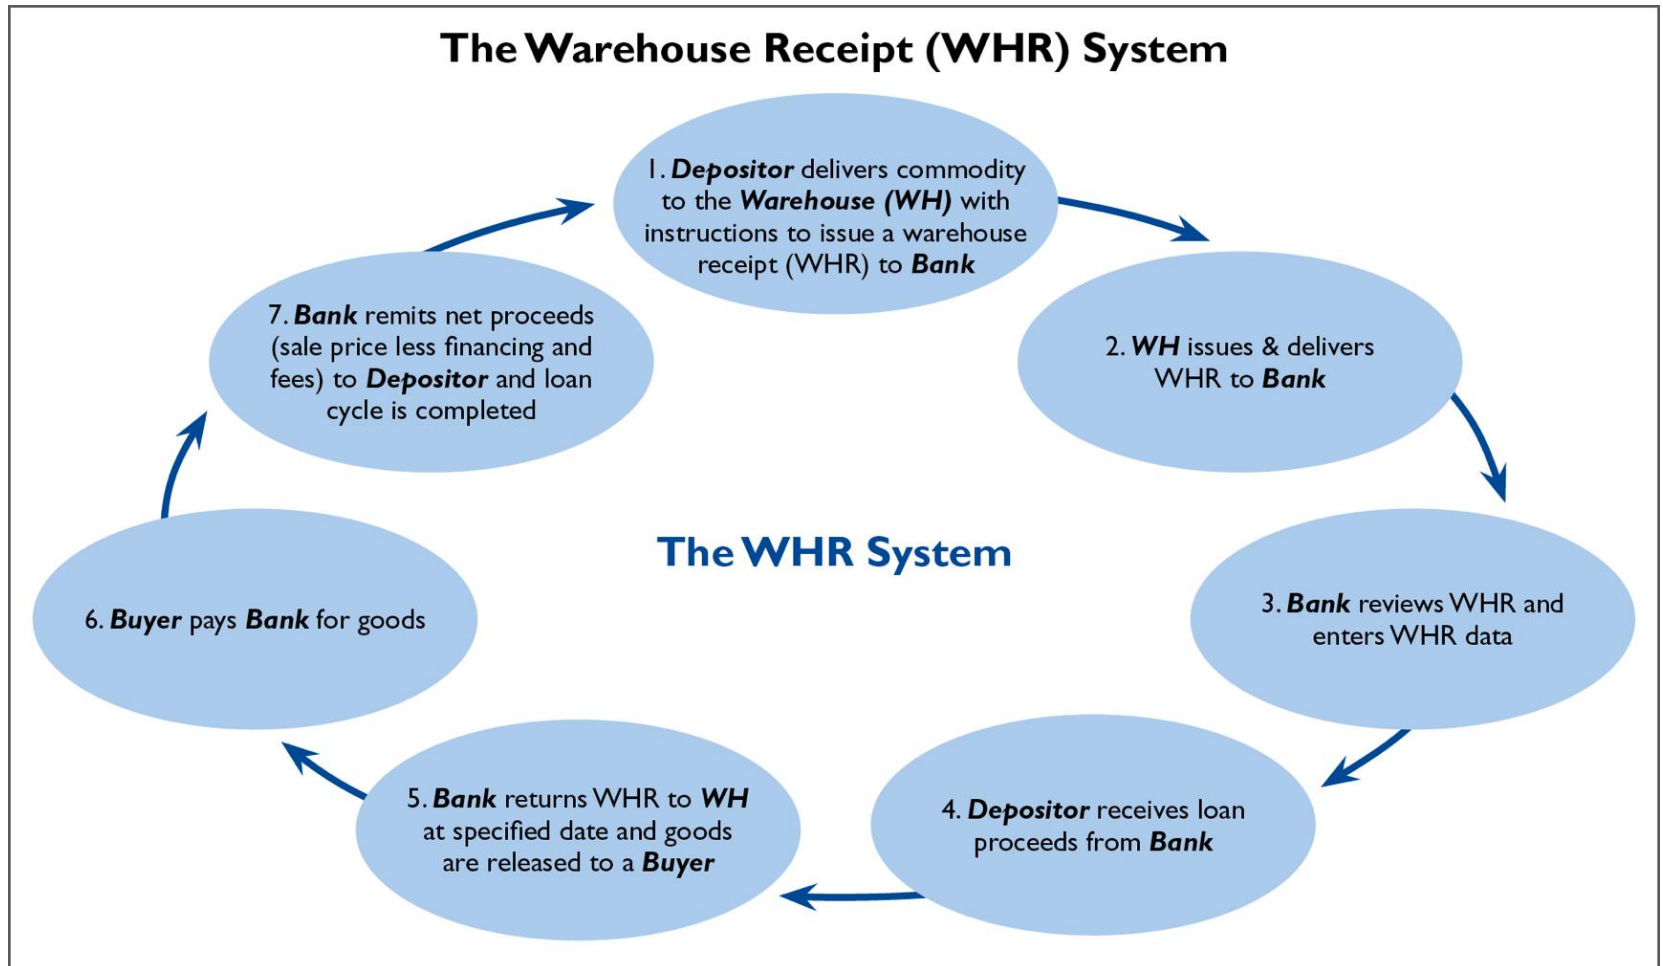 The Warehouse Receipt (WHR) System
1. Depositor delivers commodity
to the Warehouse (WH) with
instructions to issue a warehouse
receipt (WHR) to Bank
2. WH issues & delivers
WHR to Bank
3. Bank reviews WHR and
enters WHR data
4. Depositor receives loan
proceeds from Bank
5. Bank returns WHR to WH
at specified date and goods
are released to a Buyer
6. Buyer pays Bank for goods
7. Bank remits net proceeds
(sale price less financing and
fees) to Depositor and loan
cycle is completed
The WHR System